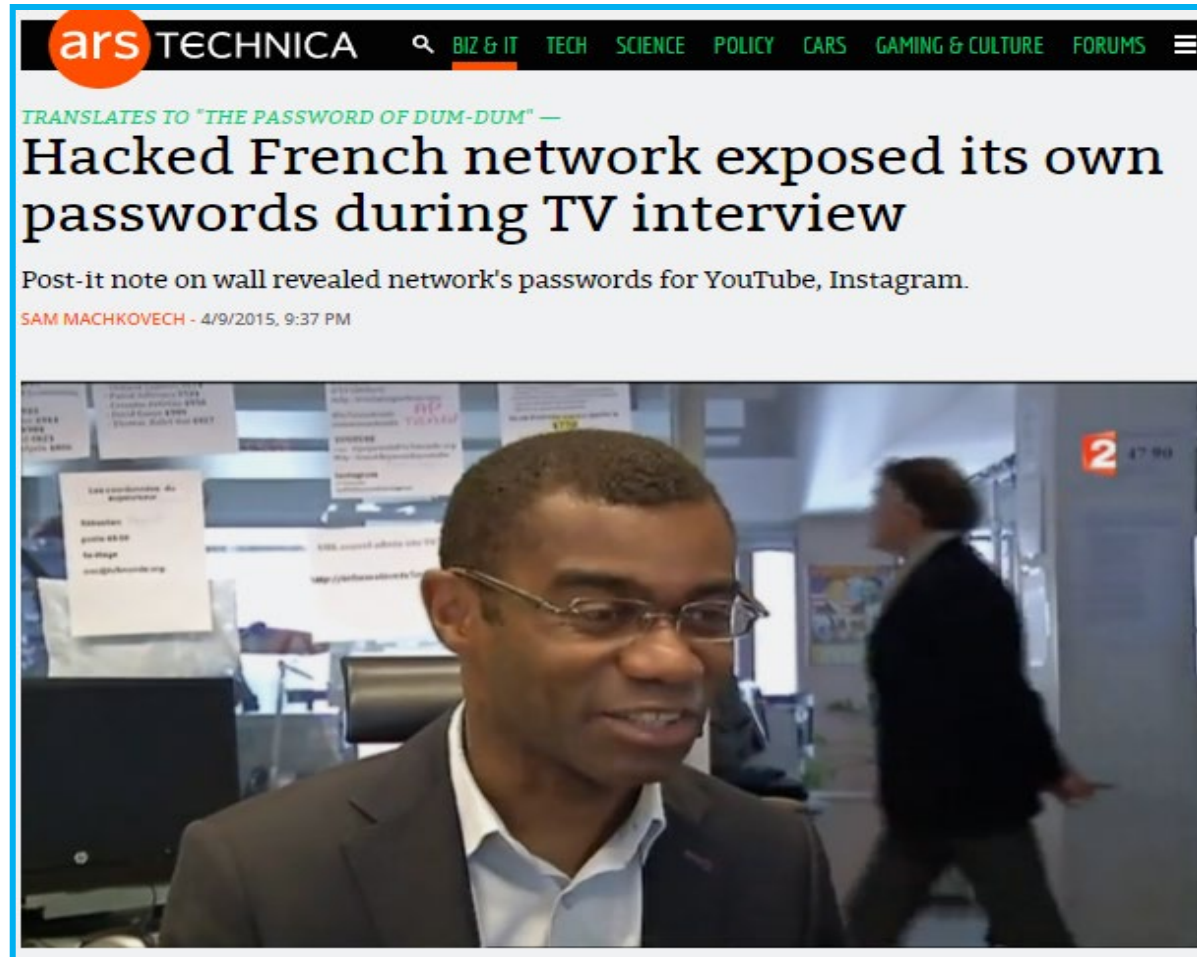 ars TECHNICA
BIZ & IT TECH SCIENCE POLICY CARS GAMING & CULTURE FORUMS
TRANSLATES TO "THE PASSWORD OF DUM-DUM" —
Hacked French network exposed its own
passwords during TV interview
Post-it note on wall revealed network's passwords for YouTube, Instagram.
SAM MACHKOVECH - 4/9/2015, 9:37 PM
2